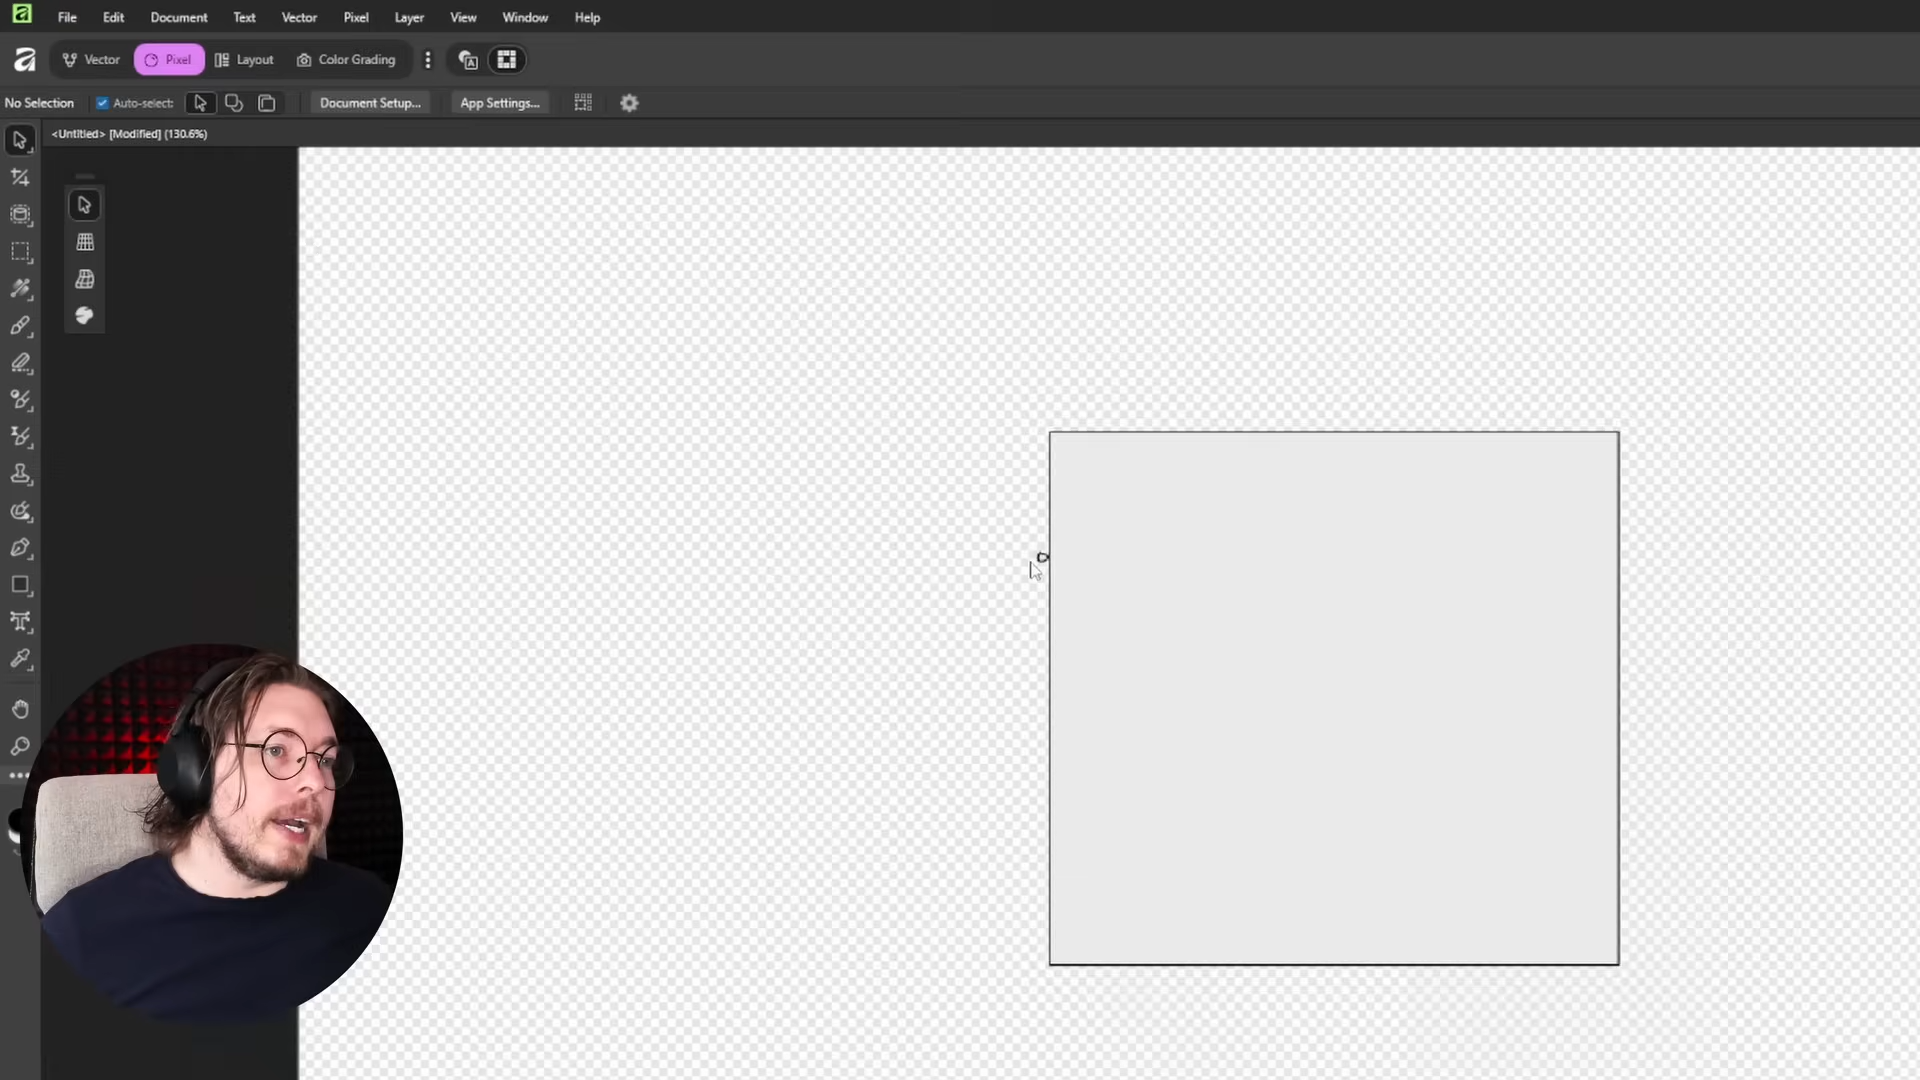 File Edit Document Text Vector Pixel Layer View Window Help
Vector Pixel Layout Color Grading
No Selection Auto-select: Document Setup... App Settings...
<Untitled> [Modified] (130.6%)